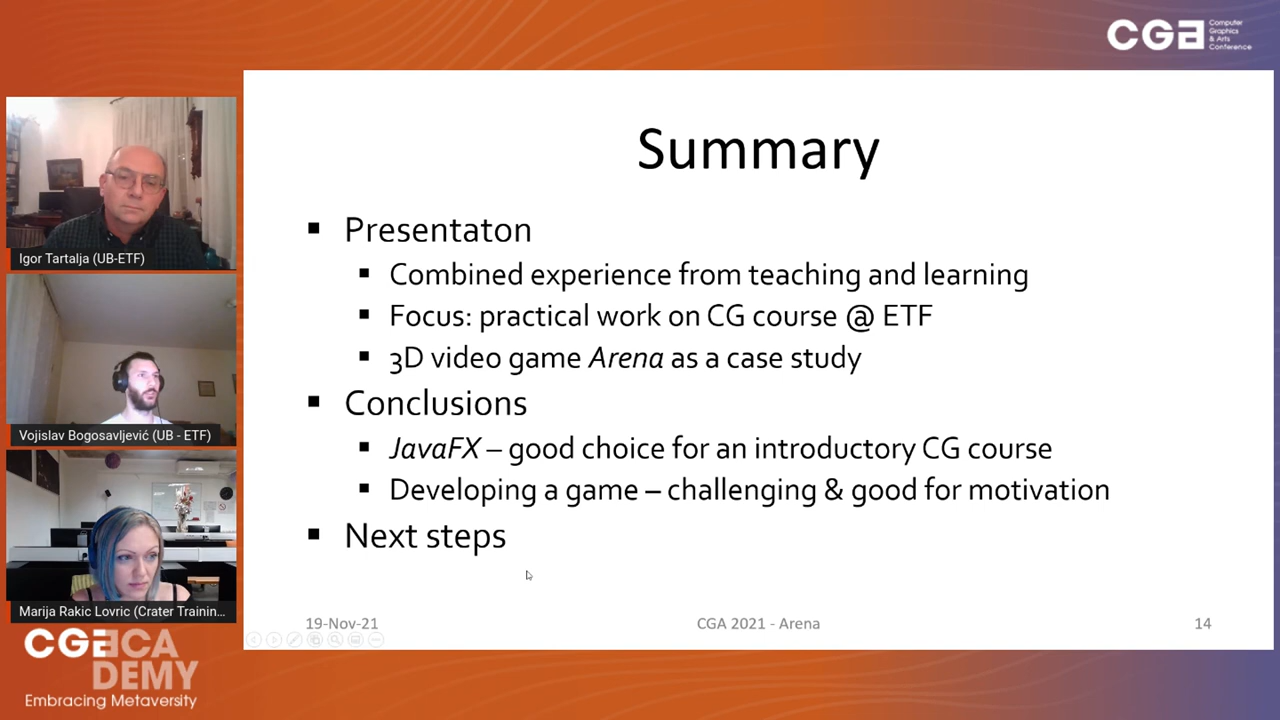 CGA
Computer
Graphics
& Arts
Conference
Igor Tartalja (UB-ETF)
Vojislav Bogosavljević (UB - ETF)
Marija Rakic Lovric (Crater Trainin...
CGA ACA
DEMY
Embracing Metaversity
Summary
▪ Presentaton
▪ Combined experience from teaching and learning
▪ Focus: practical work on CG course @ ETF
▪ 3D video game Arena as a case study
▪ Conclusions
▪ JavaFX – good choice for an introductory CG course
▪ Developing a game – challenging & good for motivation
▪ Next steps
19-Nov-21
CGA 2021 - Arena
14